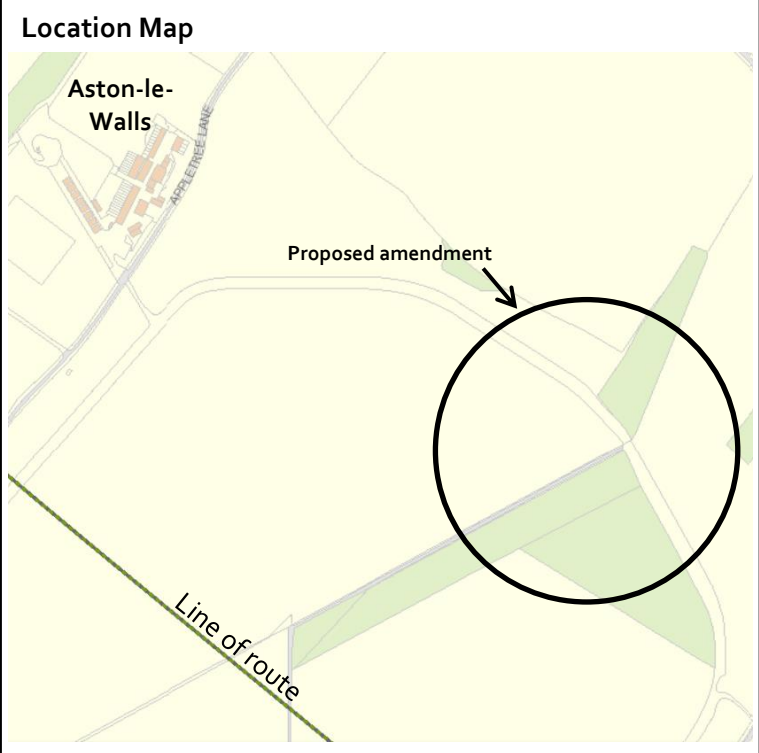 Location Map
Aston-le-
Walls
APPLETREE LANE
Proposed amendment
Line of route